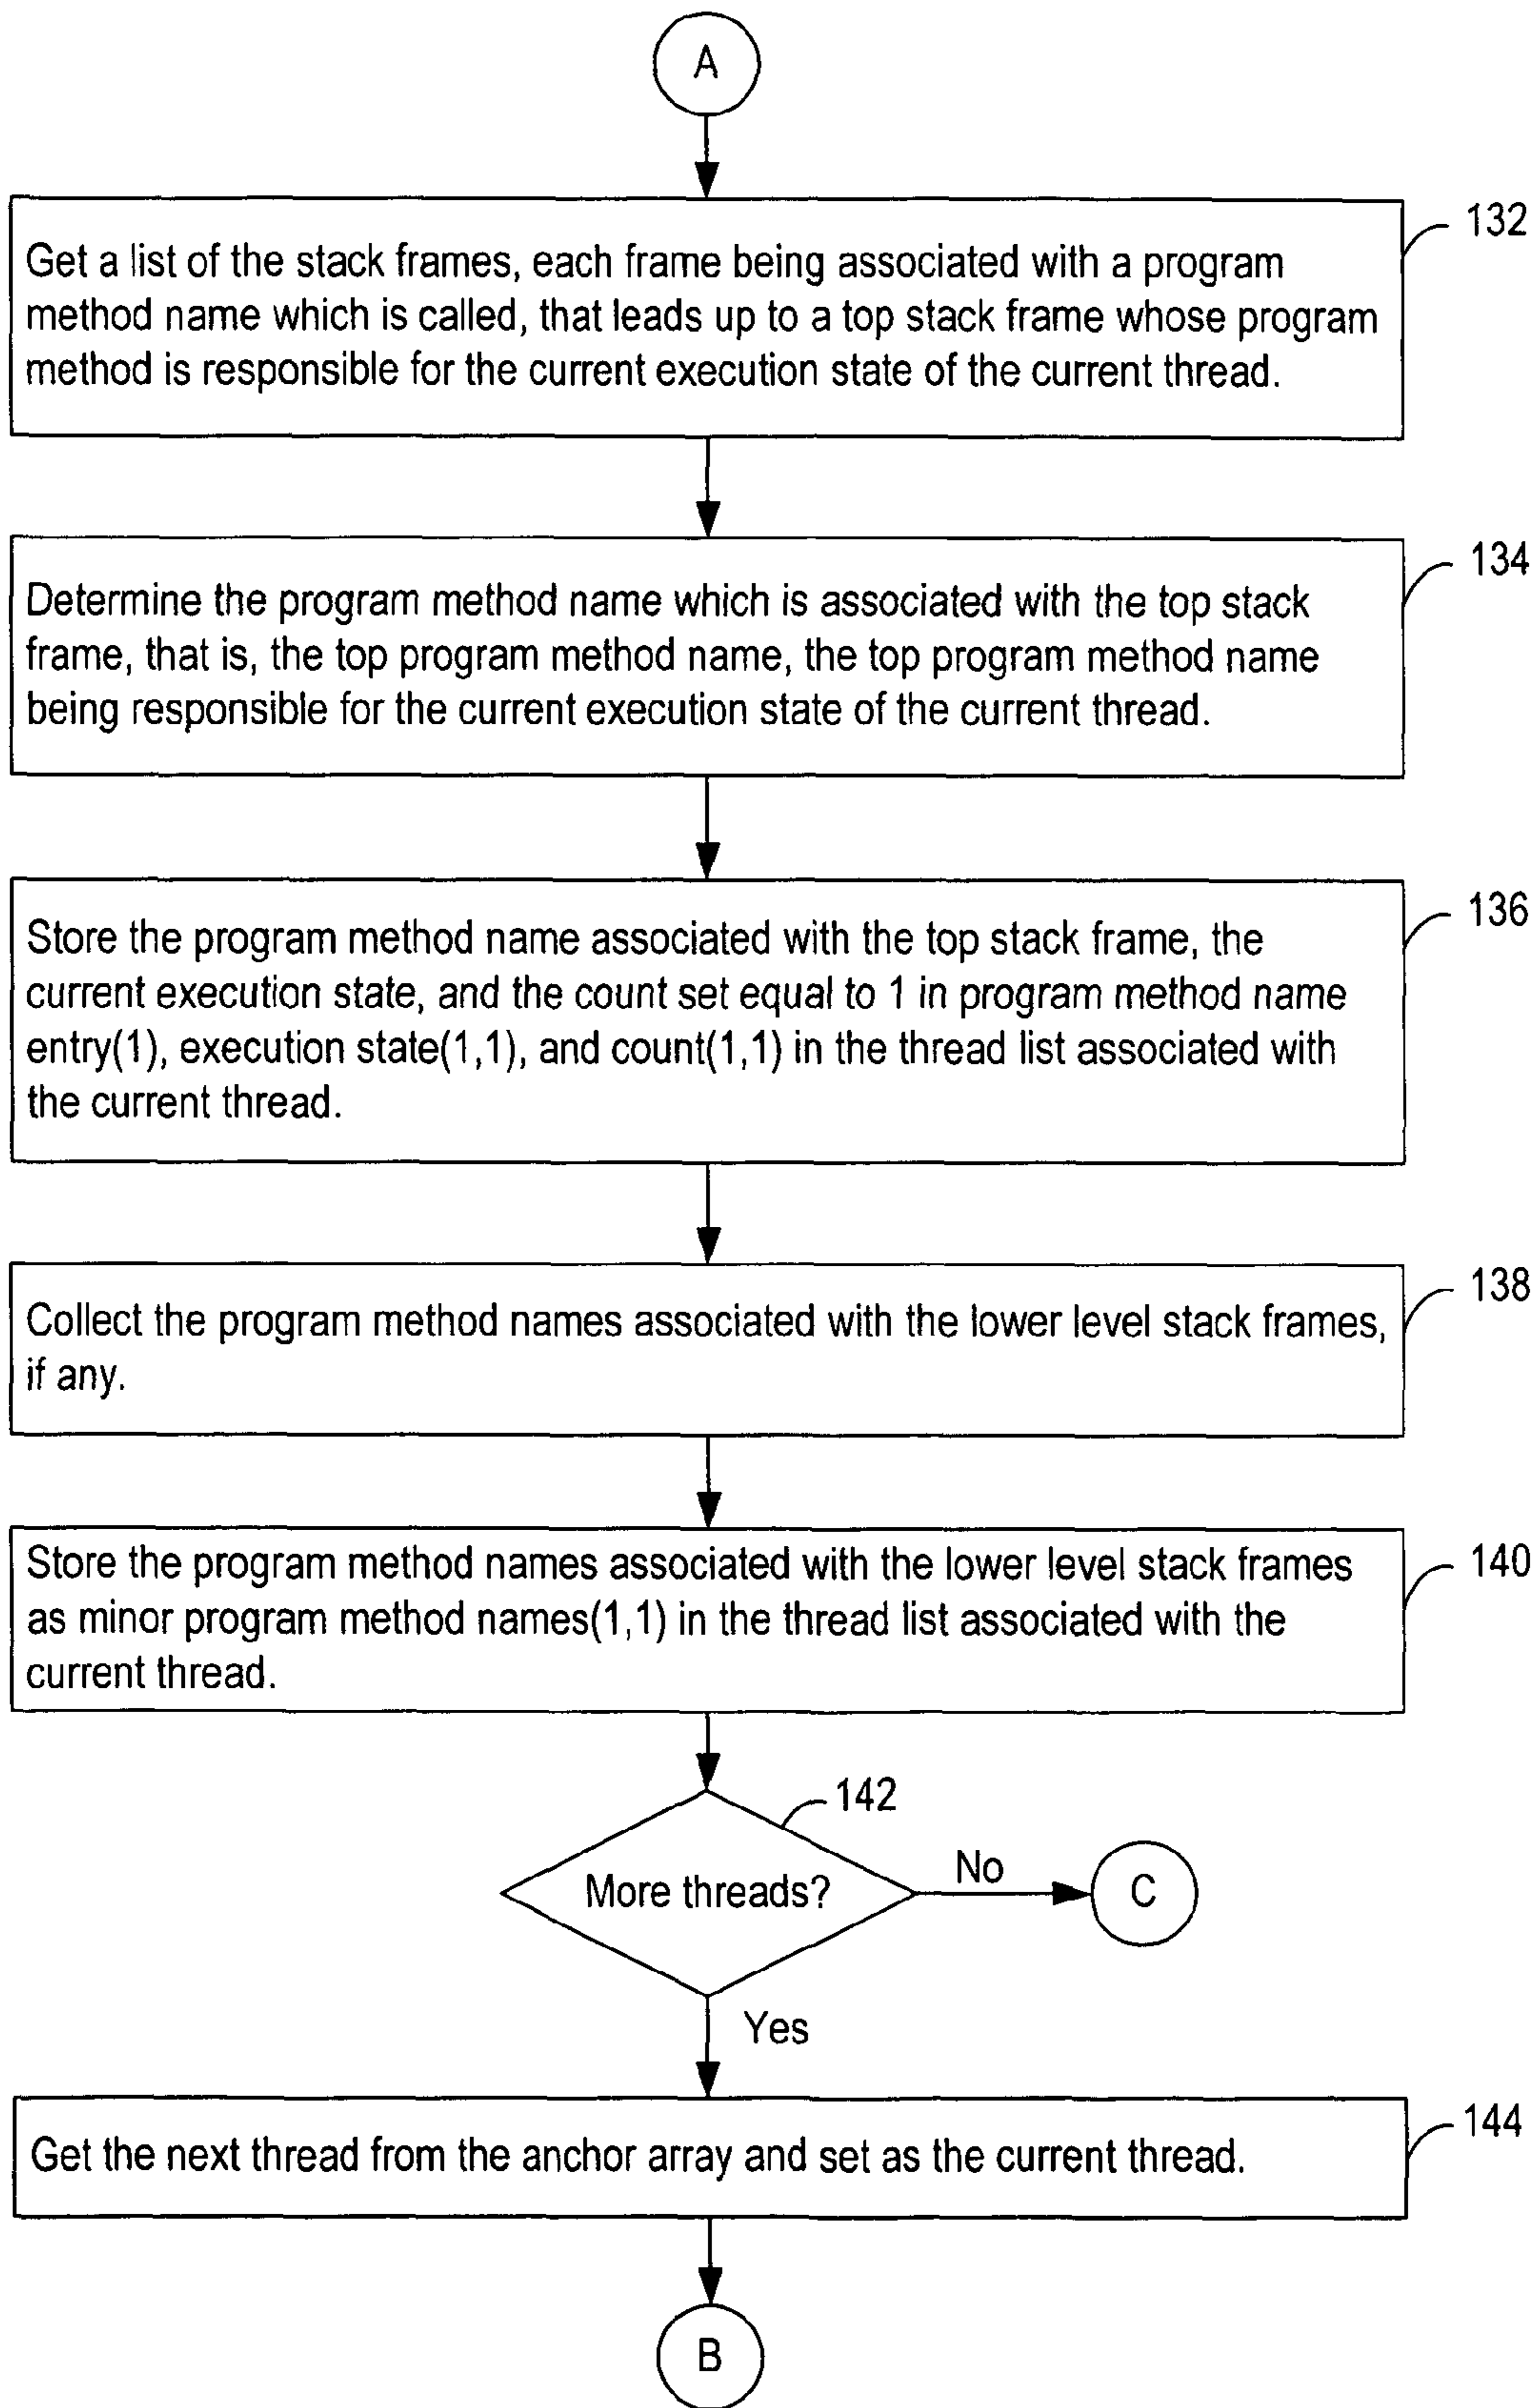 A
132
Get a list of the stack frames, each frame being associated with a program
method name which is called, that leads up to a top stack frame whose program
method is responsible for the current execution state of the current thread.
134
Determine the program method name which is associated with the top stack
frame, that is, the top program method name, the top program method name
being responsible for the current execution state of the current thread.
136
Store the program method name associated with the top stack frame, the
current execution state, and the count set equal to 1 in program method name
entry(1), execution state(1,1), and count(1,1) in the thread list associated with
the current thread.
138
Collect the program method names associated with the lower level stack frames,
if any.
140
Store the program method names associated with the lower level stack frames
as minor program method names(1,1) in the thread list associated with the
current thread.
142
More threads?
No
C
Yes
144
Get the next thread from the anchor array and set as the current thread.
B